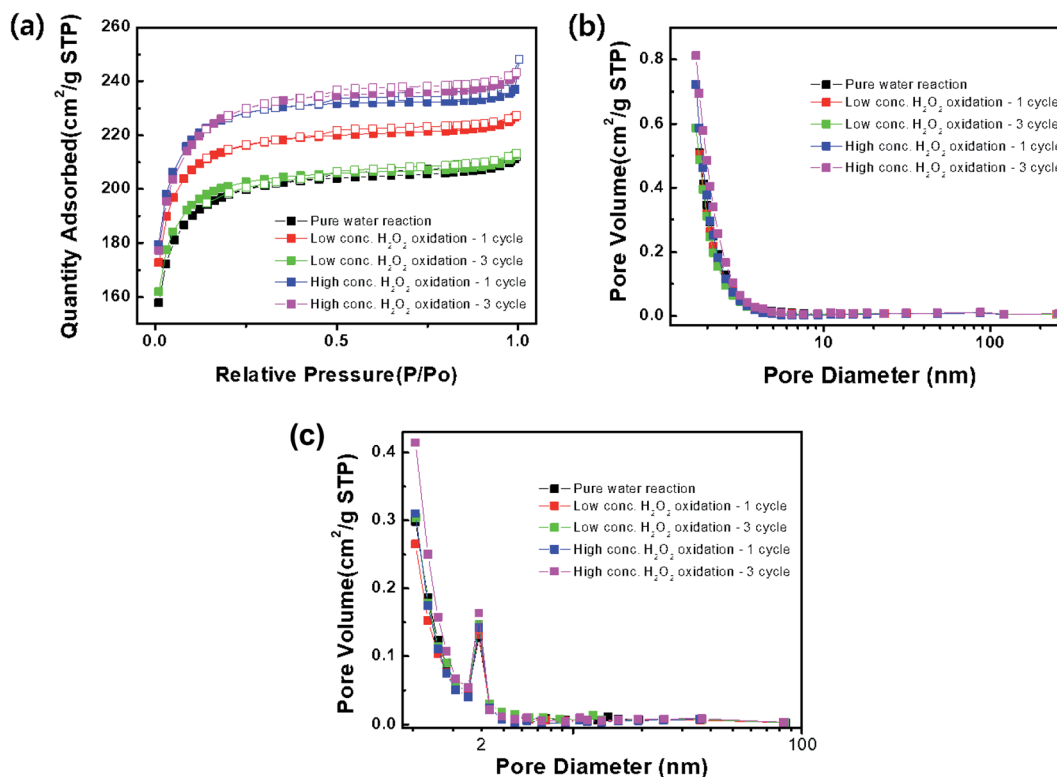 (a)
Quantity Adsorbed(cm²/g STP)
260
240
220
200
180
160
Pure water reaction
Low conc. H₂O₂ oxidation - 1 cycle
Low conc. H₂O₂ oxidation - 3 cycle
High conc. H₂O₂ oxidation - 1 cycle
High conc. H₂O₂ oxidation - 3 cycle
0.0
0.5
1.0
Relative Pressure(P/Po)
(b)
Pore Volume(cm²/g STP)
0.8
0.6
0.4
0.2
0.0
Pure water reaction
Low conc. H₂O₂ oxidation - 1 cycle
Low conc. H₂O₂ oxidation - 3 cycle
High conc. H₂O₂ oxidation - 1 cycle
High conc. H₂O₂ oxidation - 3 cycle
10
100
Pore Diameter (nm)
(c)
Pore Volume(cm²/g STP)
0.4
0.3
0.2
0.1
0.0
Pure water reaction
Low conc. H₂O₂ oxidation - 1 cycle
Low conc. H₂O₂ oxidation - 3 cycle
High conc. H₂O₂ oxidation - 1 cycle
High conc. H₂O₂ oxidation - 3 cycle
2
100
Pore Diameter (nm)